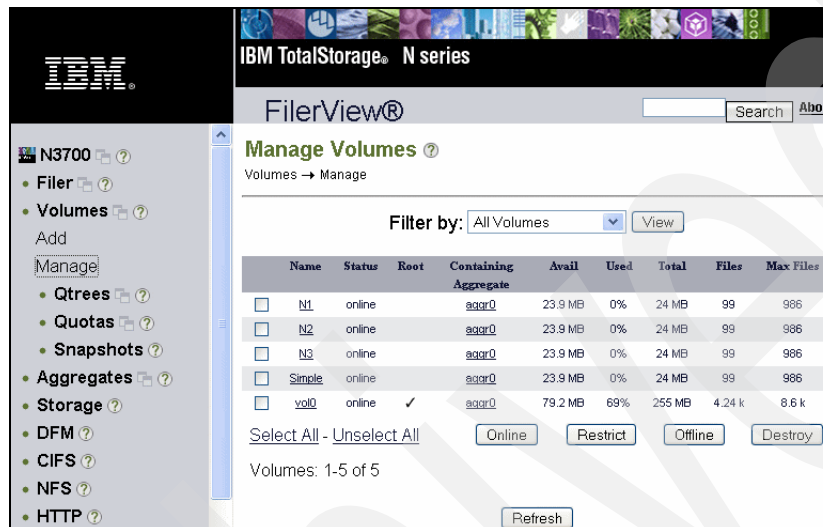 IBM®
IBM TotalStorage® N series
FilerView®
Search
Abo
N3700
Filer
Volumes
Add
Manage
Qtrees
Quotas
Snapshots
Aggregates
Storage
DFM
CIFS
NFS
HTTP
Manage Volumes
Volumes → Manage
Filter by: All Volumes View
Name Status Root Containing Aggregate Avail Used Total Files Max Files
N1 online aggr0 23.9 MB 0% 24 MB 99 986
N2 online aggr0 23.9 MB 0% 24 MB 99 986
N3 online aggr0 23.9 MB 0% 24 MB 99 986
Simple online aggr0 23.9 MB 0% 24 MB 99 986
vol0 online ✓ aggr0 79.2 MB 69% 255 MB 4.24 k 8.6 k
Select All - Unselect All Online Restrict Offline Destroy
Volumes: 1-5 of 5
Refresh